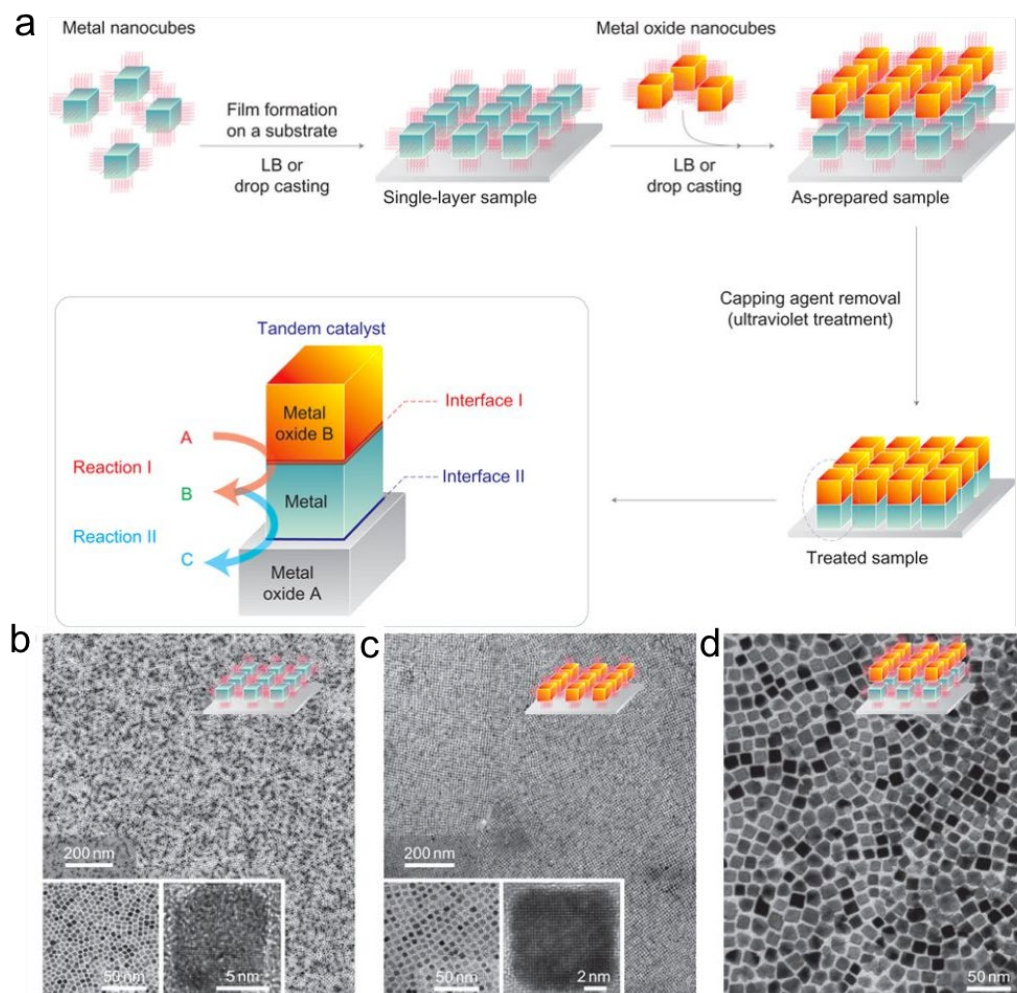 a
Metal nanocubes
Film formation
on a substrate
LB or
drop casting
Single-layer sample
Metal oxide nanocubes
LB or
drop casting
As-prepared sample
Capping agent removal
(ultraviolet treatment)
Treated sample
Tandem catalyst
Metal
oxide B
Interface I
A
Reaction I
B
Metal
Interface II
Reaction II
C
Metal
oxide A
b
200 nm
50 nm
5 nm
c
200 nm
50 nm
2 nm
d
50 nm